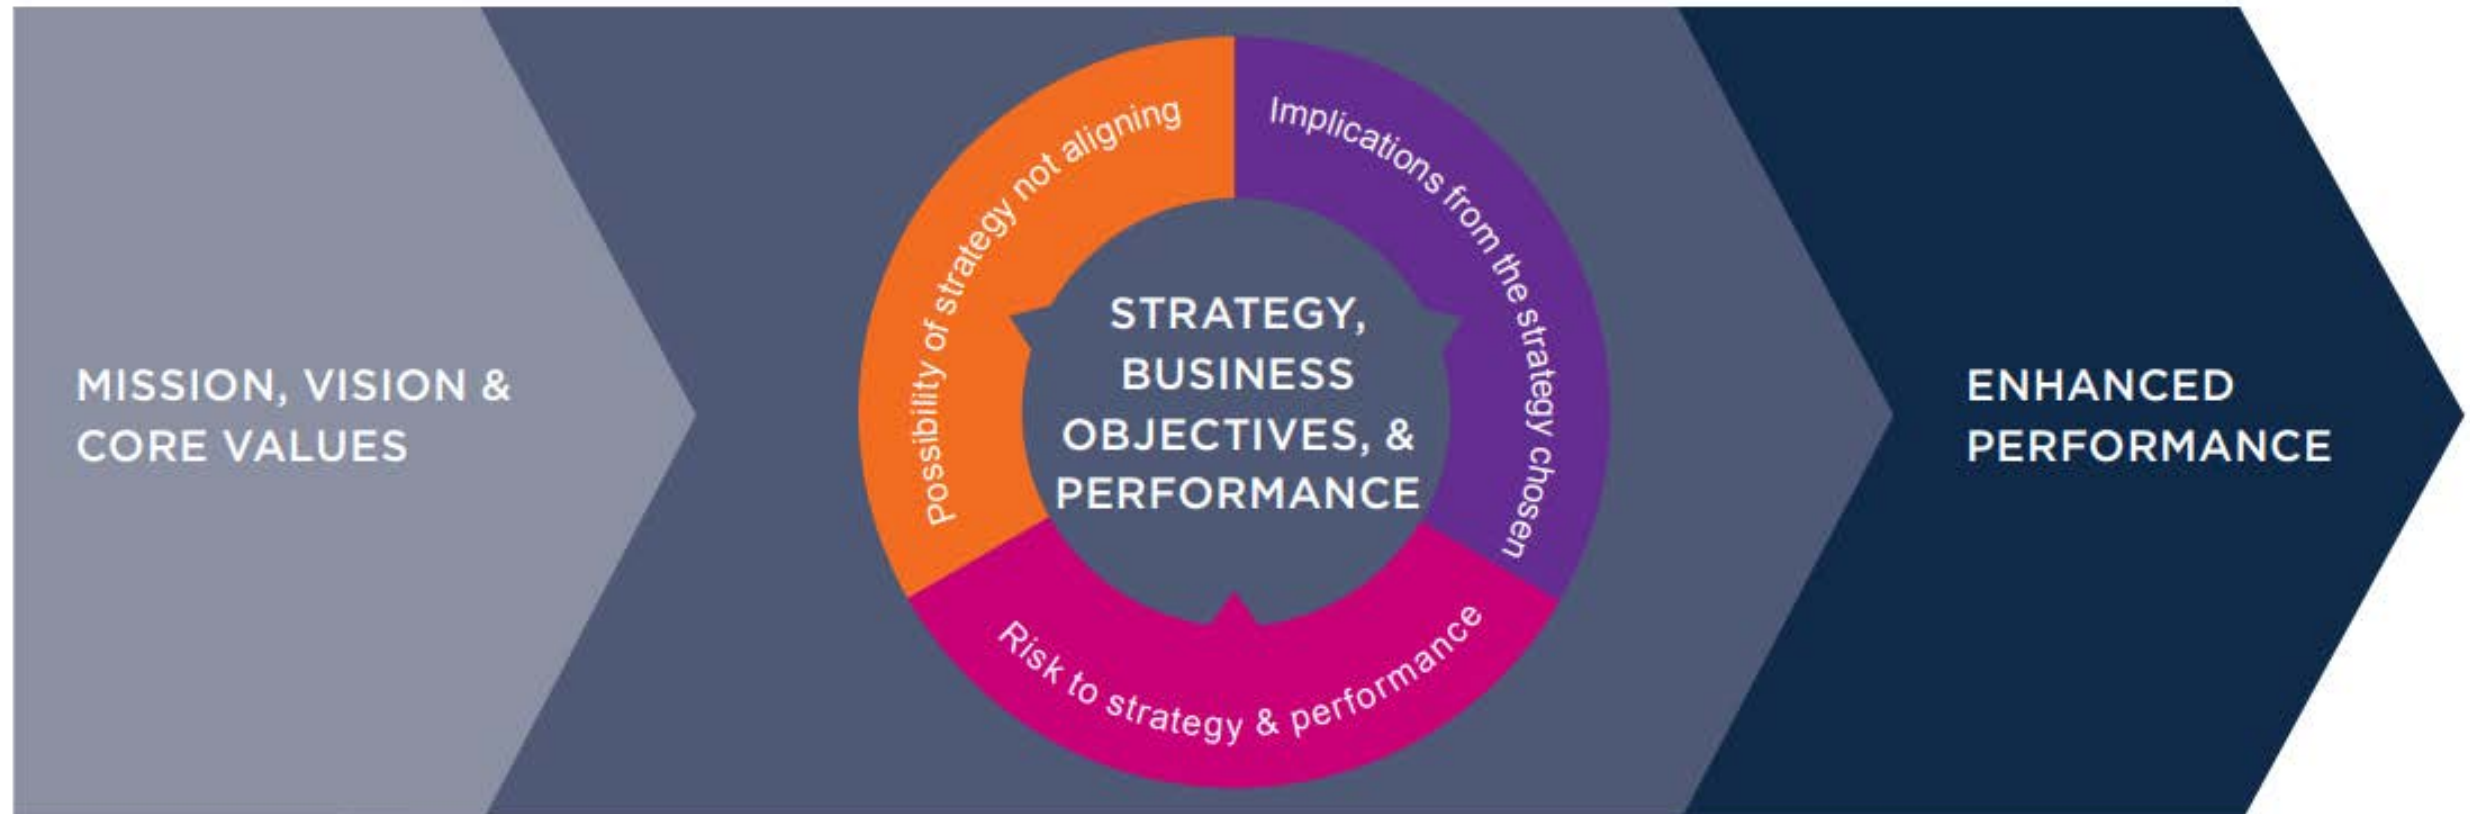 MISSION, VISION &
CORE VALUES
Possibility of strategy not aligning
Implications from the strategy chosen
Risk to strategy & performance
STRATEGY,
BUSINESS
OBJECTIVES, &
PERFORMANCE
ENHANCED
PERFORMANCE